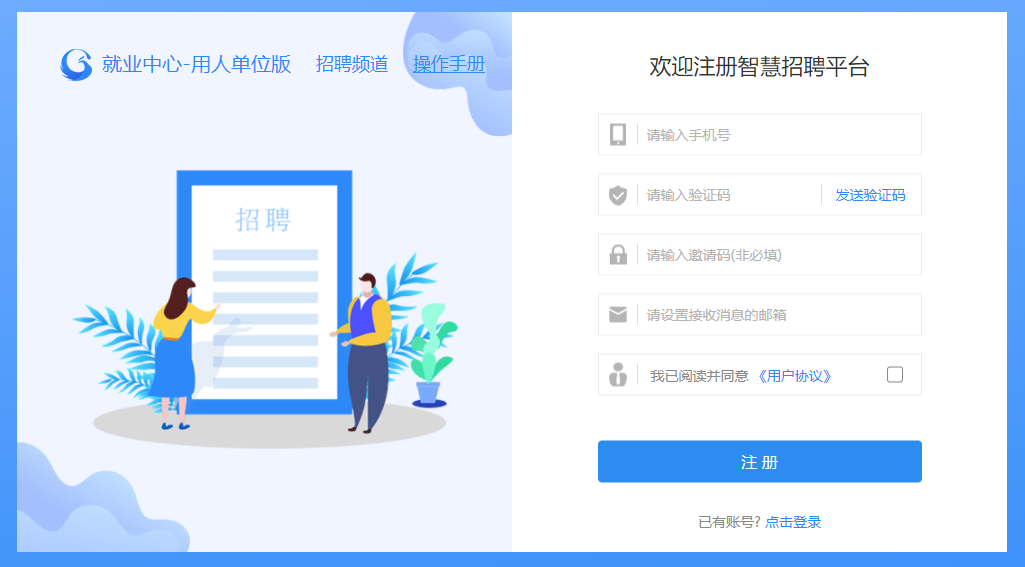 就业中心-用人单位版 招聘频道 操作手册
招聘
欢迎注册智慧招聘平台
请输入手机号
请输入验证码 发送验证码
请输入邀请码(非必填)
请设置接收消息的邮箱
我已阅读并同意 《用户协议》
注 册
已有账号? 点击登录